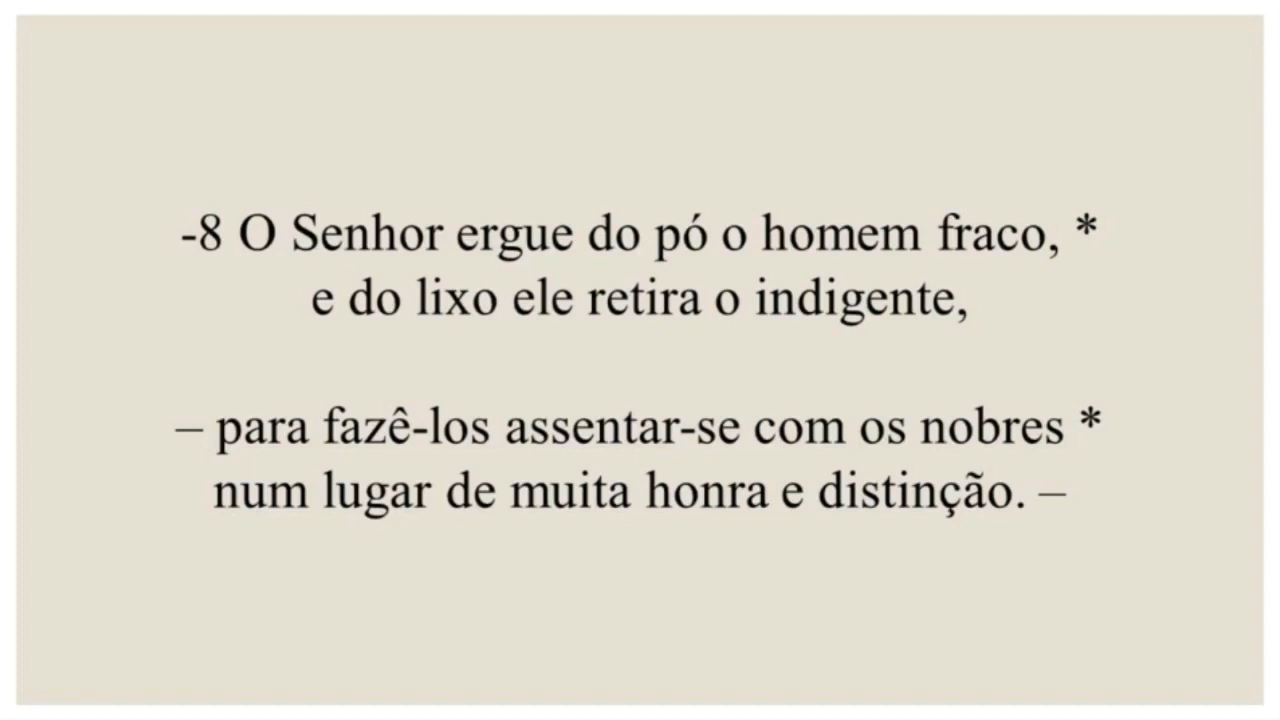 -8 O Senhor ergue do pó o homem fraco, *
e do lixo ele retira o indigente,
– para fazê-los assentar-se com os nobres *
num lugar de muita honra e distinção. –